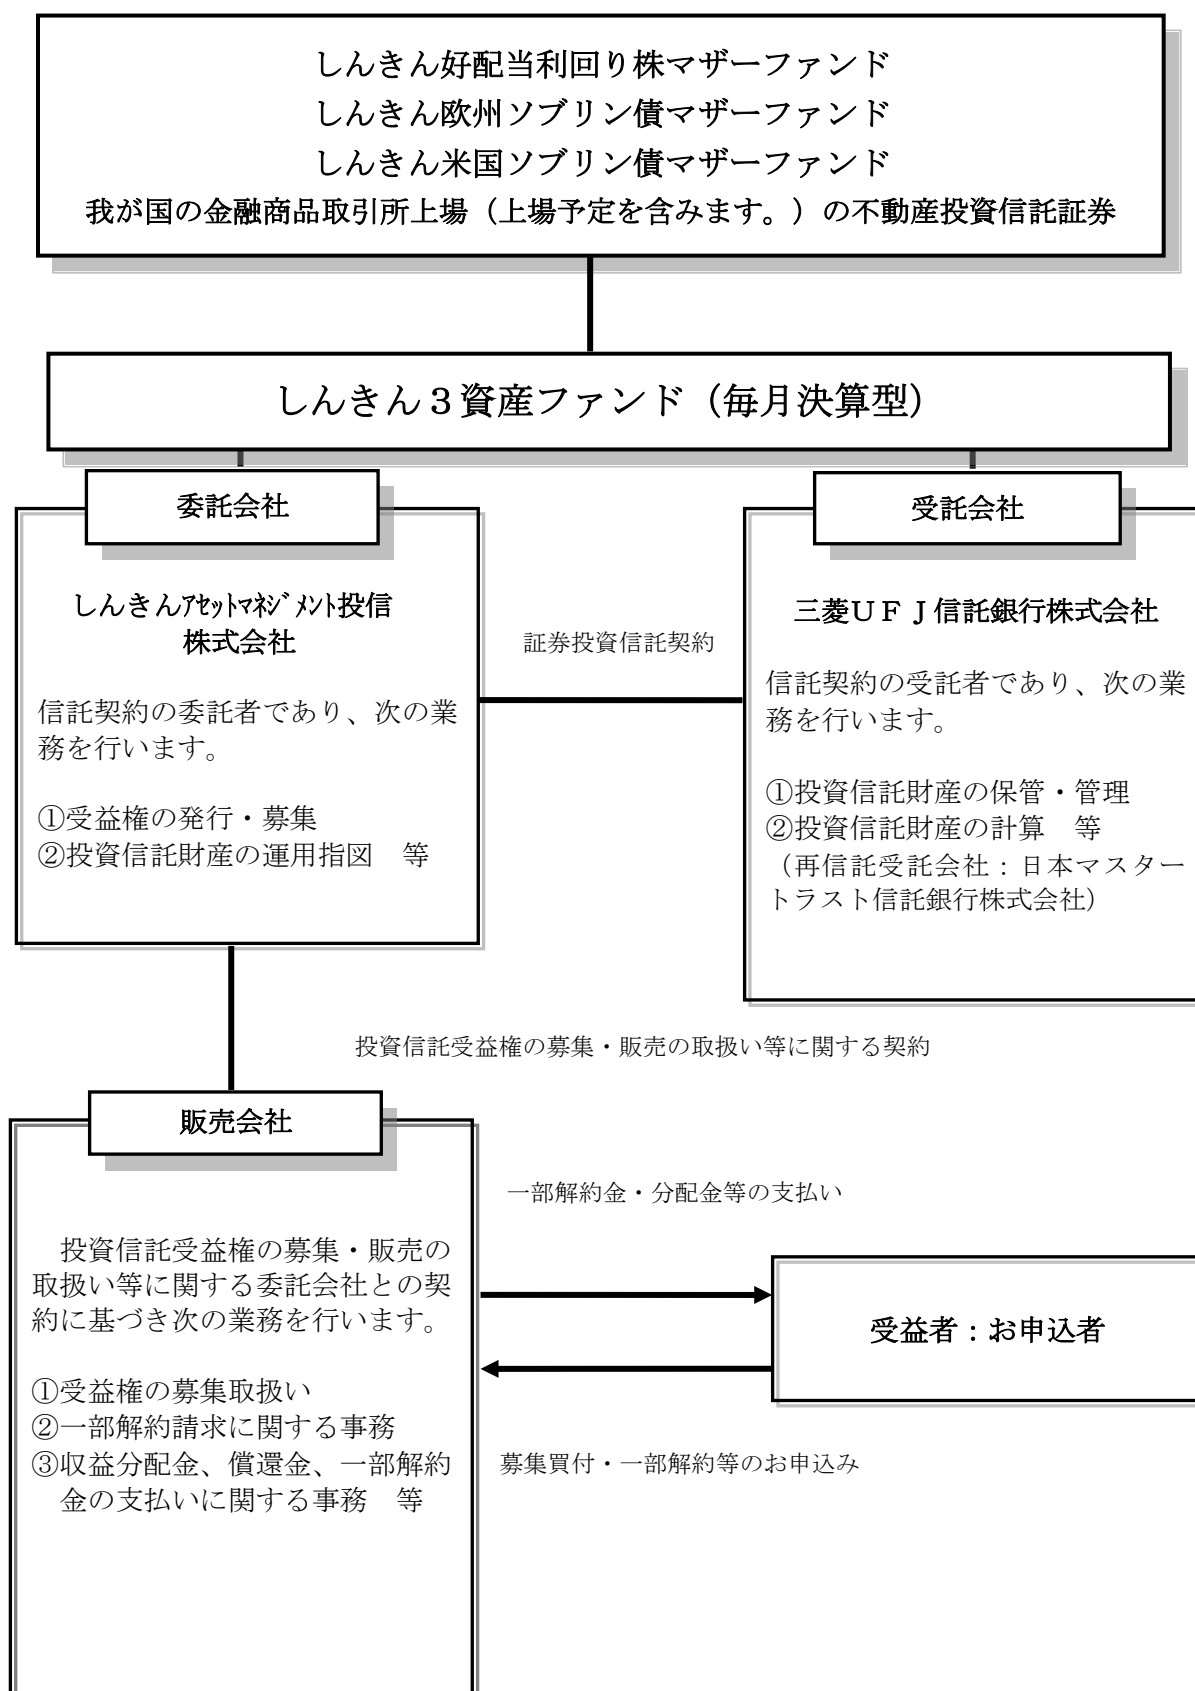 しんきん好配当利回り株マザーファンド
しんきん欧州ソブリン債マザーファンド
しんきん米国ソブリン債マザーファンド
我が国の金融商品取引所上場（上場予定を含みます。）の不動産投資信託証券
しんきん３資産ファンド（毎月決算型）
委託会社
しんきんｱｾｯﾄﾏﾈｼﾞﾒﾝﾄ投信
株式会社
信託契約の委託者であり、次の業
務を行います。
①受益権の発行・募集
②投資信託財産の運用指図　等
証券投資信託契約
受託会社
三菱ＵＦＪ信託銀行株式会社
信託契約の受託者であり、次の業
務を行います。
①投資信託財産の保管・管理
②投資信託財産の計算　等
（再信託受託会社：日本マスター
トラスト信託銀行株式会社）
投資信託受益権の募集・販売の取扱い等に関する契約
販売会社
投資信託受益権の募集・販売の
取扱い等に関する委託会社との契
約に基づき次の業務を行います。
①受益権の募集取扱い
②一部解約請求に関する事務
③収益分配金、償還金、一部解約
金の支払いに関する事務　等
一部解約金・分配金等の支払い
受益者：お申込者
募集買付・一部解約等のお申込み